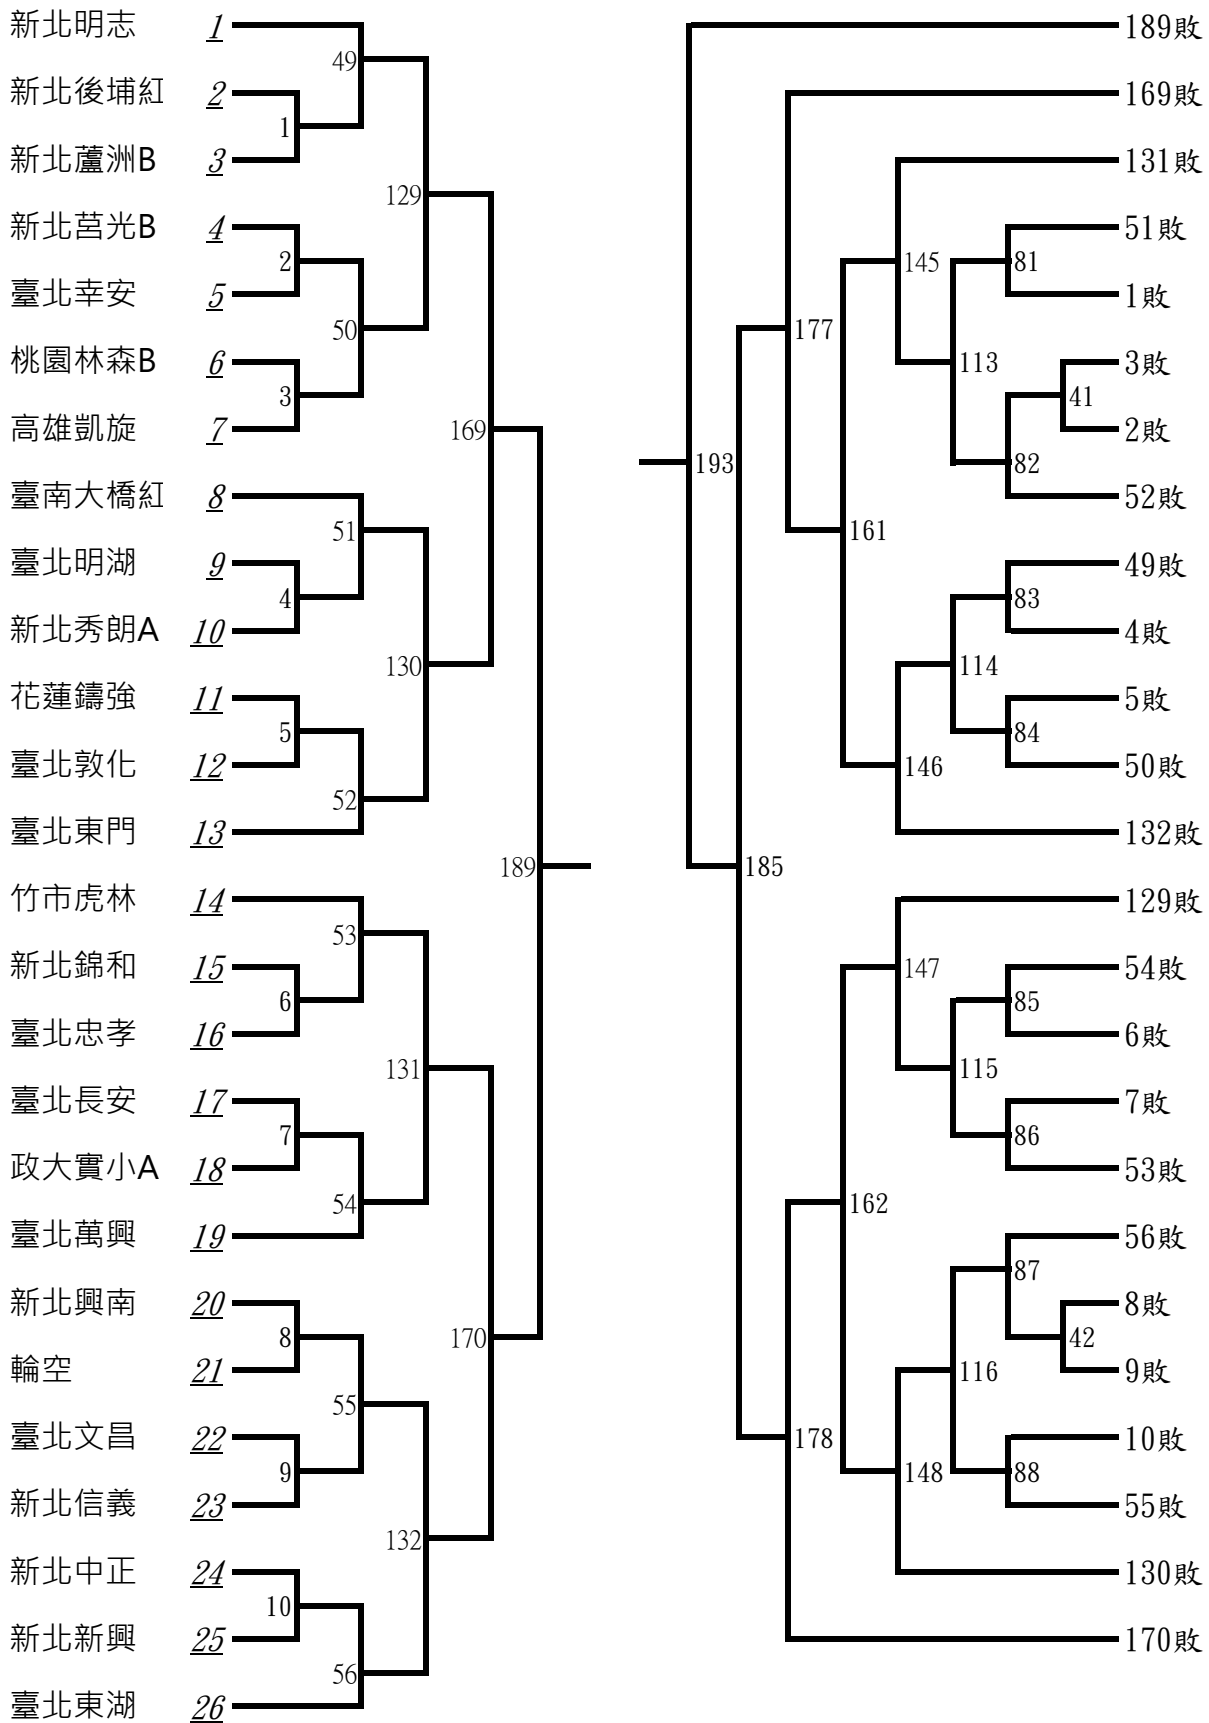 新北明志 1
新北後埔紅 2
新北蘆洲B 3
新北莒光B 4
臺北幸安 5
桃園林森B 6
高雄凱旋 7
臺南大橋紅 8
臺北明湖 9
新北秀朗A 10
花蓮鑄強 11
臺北敦化 12
臺北東門 13
竹市虎林 14
新北錦和 15
臺北忠孝 16
臺北長安 17
政大實小A 18
臺北萬興 19
新北興南 20
輪空 21
臺北文昌 22
新北信義 23
新北中正 24
新北新興 25
臺北東湖 26
1
2
3
4
5
6
7
8
9
10
49
50
51
52
53
54
55
56
129
130
131
132
169
170
189
193
185
177
178
161
162
145
146
147
148
113
114
115
116
81
82
83
84
85
86
87
88
41
42
189敗
169敗
131敗
51敗
1敗
3敗
2敗
52敗
49敗
4敗
5敗
50敗
132敗
129敗
54敗
6敗
7敗
53敗
56敗
8敗
9敗
10敗
55敗
130敗
170敗